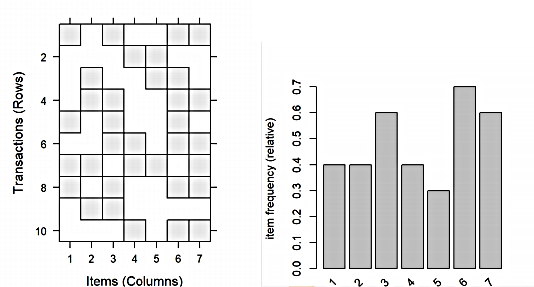 Transactions (Rows)
2
4
6
8
10
1 2 3 4 5 6 7
Items (Columns)
item frequency (relative)
0.7
0.6
0.5
0.4
0.3
0.2
0.1
0.0
1 2 3 4 5 6 7